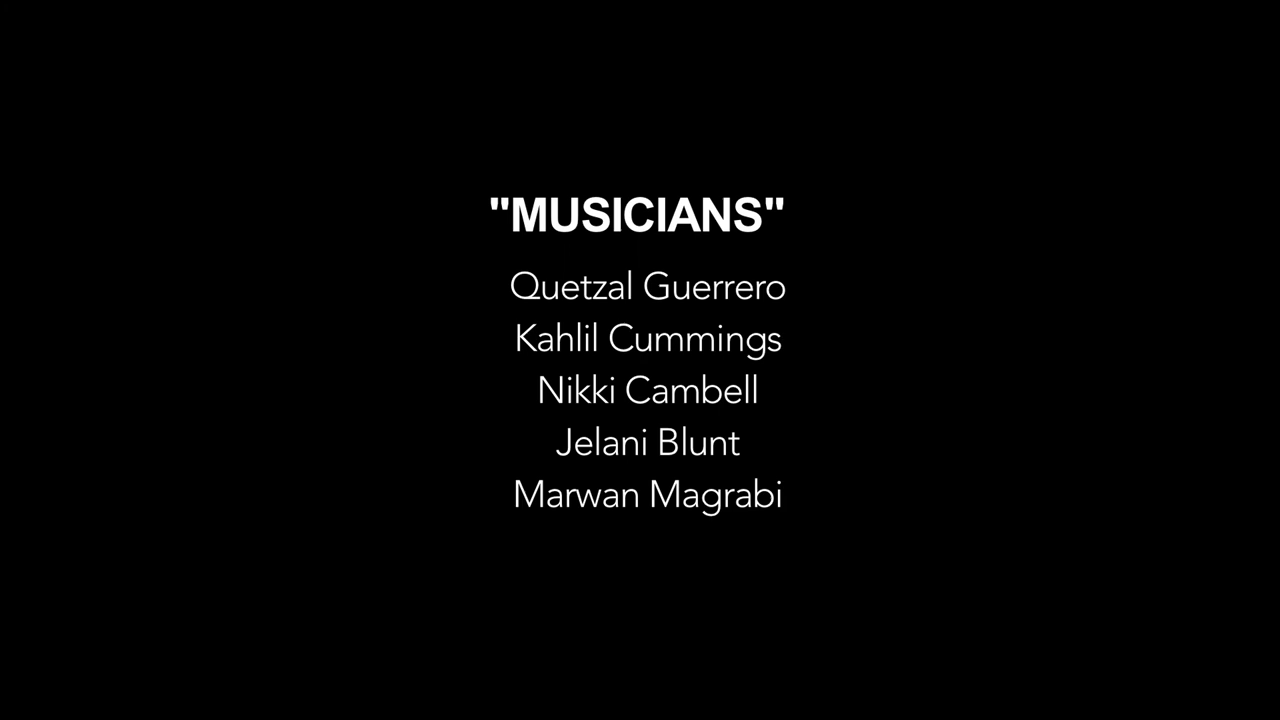 "MUSICIANS"
Quetzal Guerrero
Kahlil Cummings
Nikki Cambell
Jelani Blunt
Marwan Magrabi